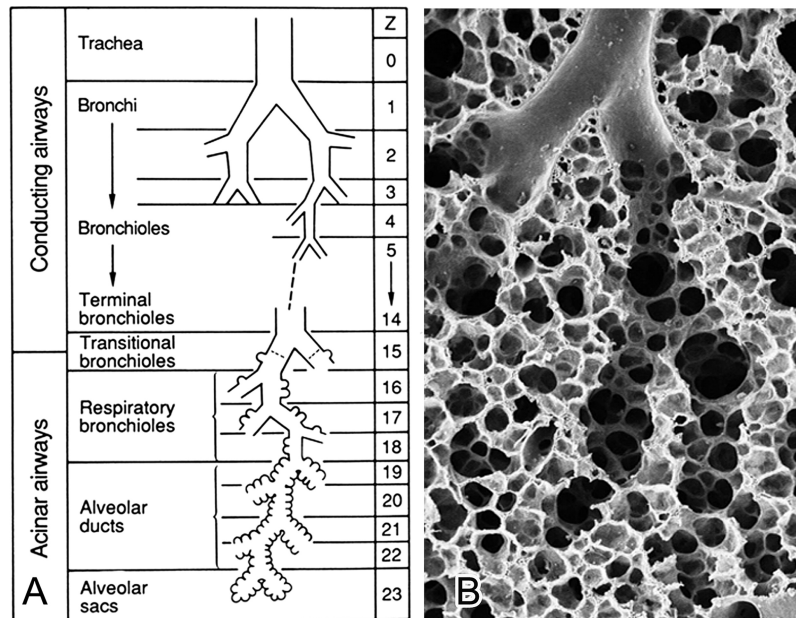 Z
Trachea
0
Bronchi
1
2
3
Conducting airways
4
Bronchioles
5
Terminal
bronchioles
14
Transitional
bronchioles
15
16
Respiratory
bronchioles
17
18
Acinar airways
19
20
Alveolar
ducts
21
22
Alveolar
sacs
23
A
B